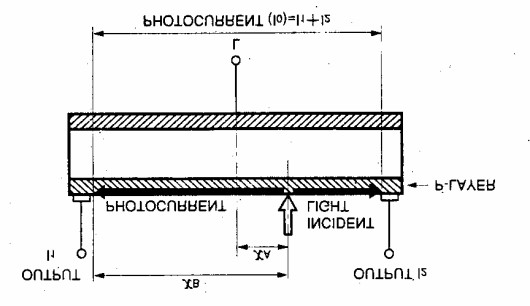 OUTPUT
I1
XB
OUTPUT I2
XA
INCIDENT
LIGHT
PHOTOCURRENT
P-LAYER
L
PHOTOCURRENT (I0)=I1+I2